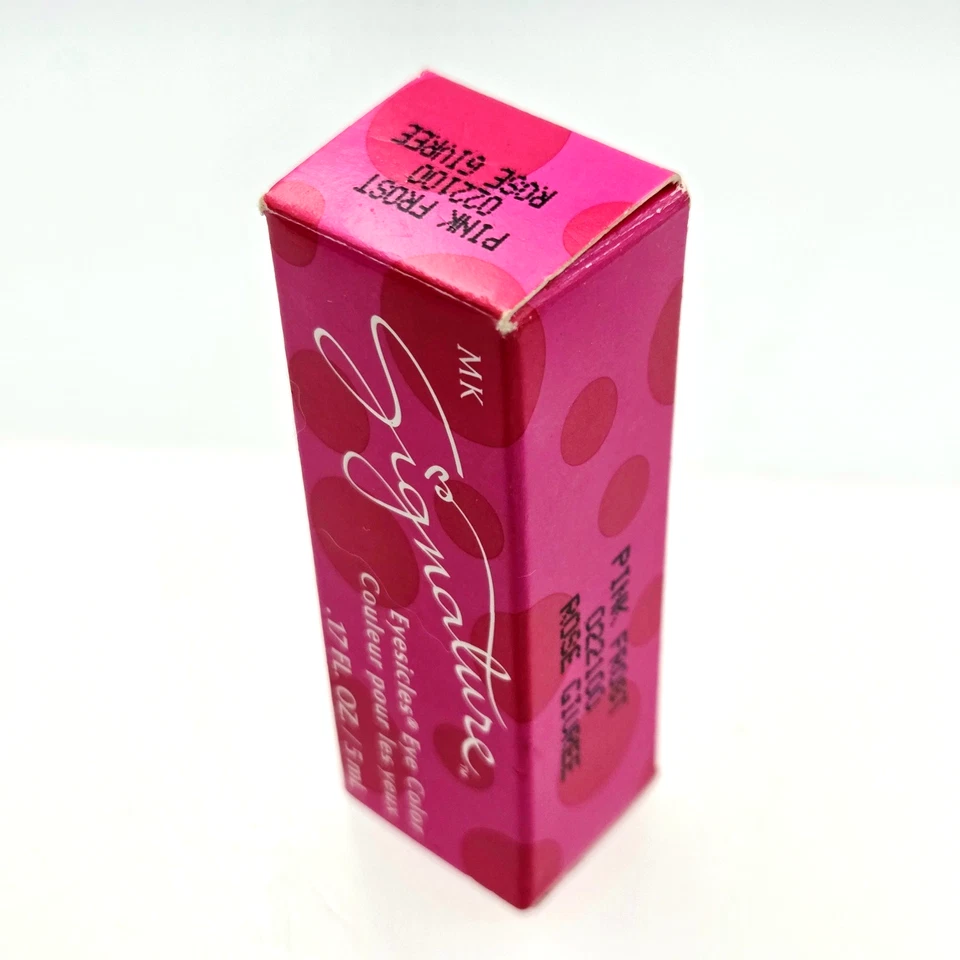 PINK FROST
022100
ROSE GIVREE
MK
Signature
TM
Eyesicles® Eye Color
Couleur pour les yeux
.17 FL. OZ. / 5 mL
PINK FROST
022100
ROSE GIVREE